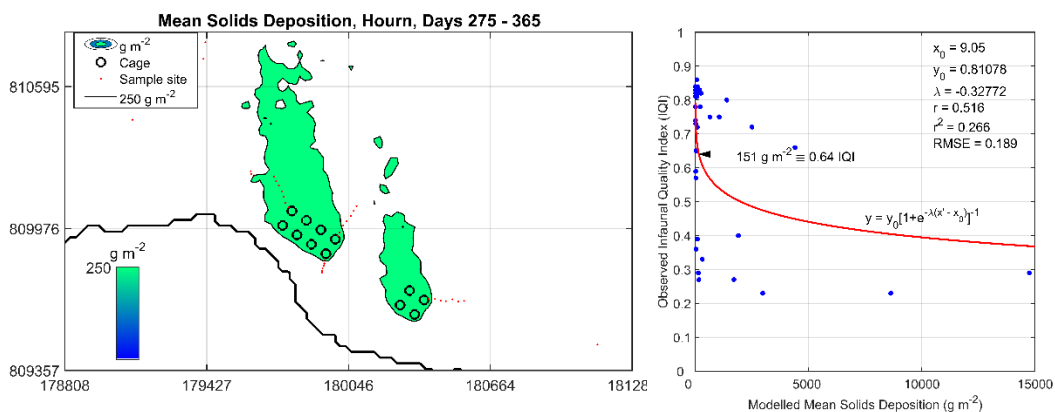 Mean Solids Deposition, Hourn, Days 275 - 365
g m-2
Cage
Sample site
250 g m-2
810595
809976
809357
250
0
178808
179427
180046
180664
18128
Observed Infaunal Quality Index (IQI)
1
0.9
0.8
0.7
0.6
0.5
0.4
0.3
0.2
0.1
0
x0 = 9.05
y0 = 0.81078
λ = -0.32772
r = 0.516
r2 = 0.266
RMSE = 0.189
151 g m-2 ≡ 0.64 IQI
y = y0[1+e-λ(x' - x0)]-1
0
5000
10000
15000
Modelled Mean Solids Deposition (g m-2)